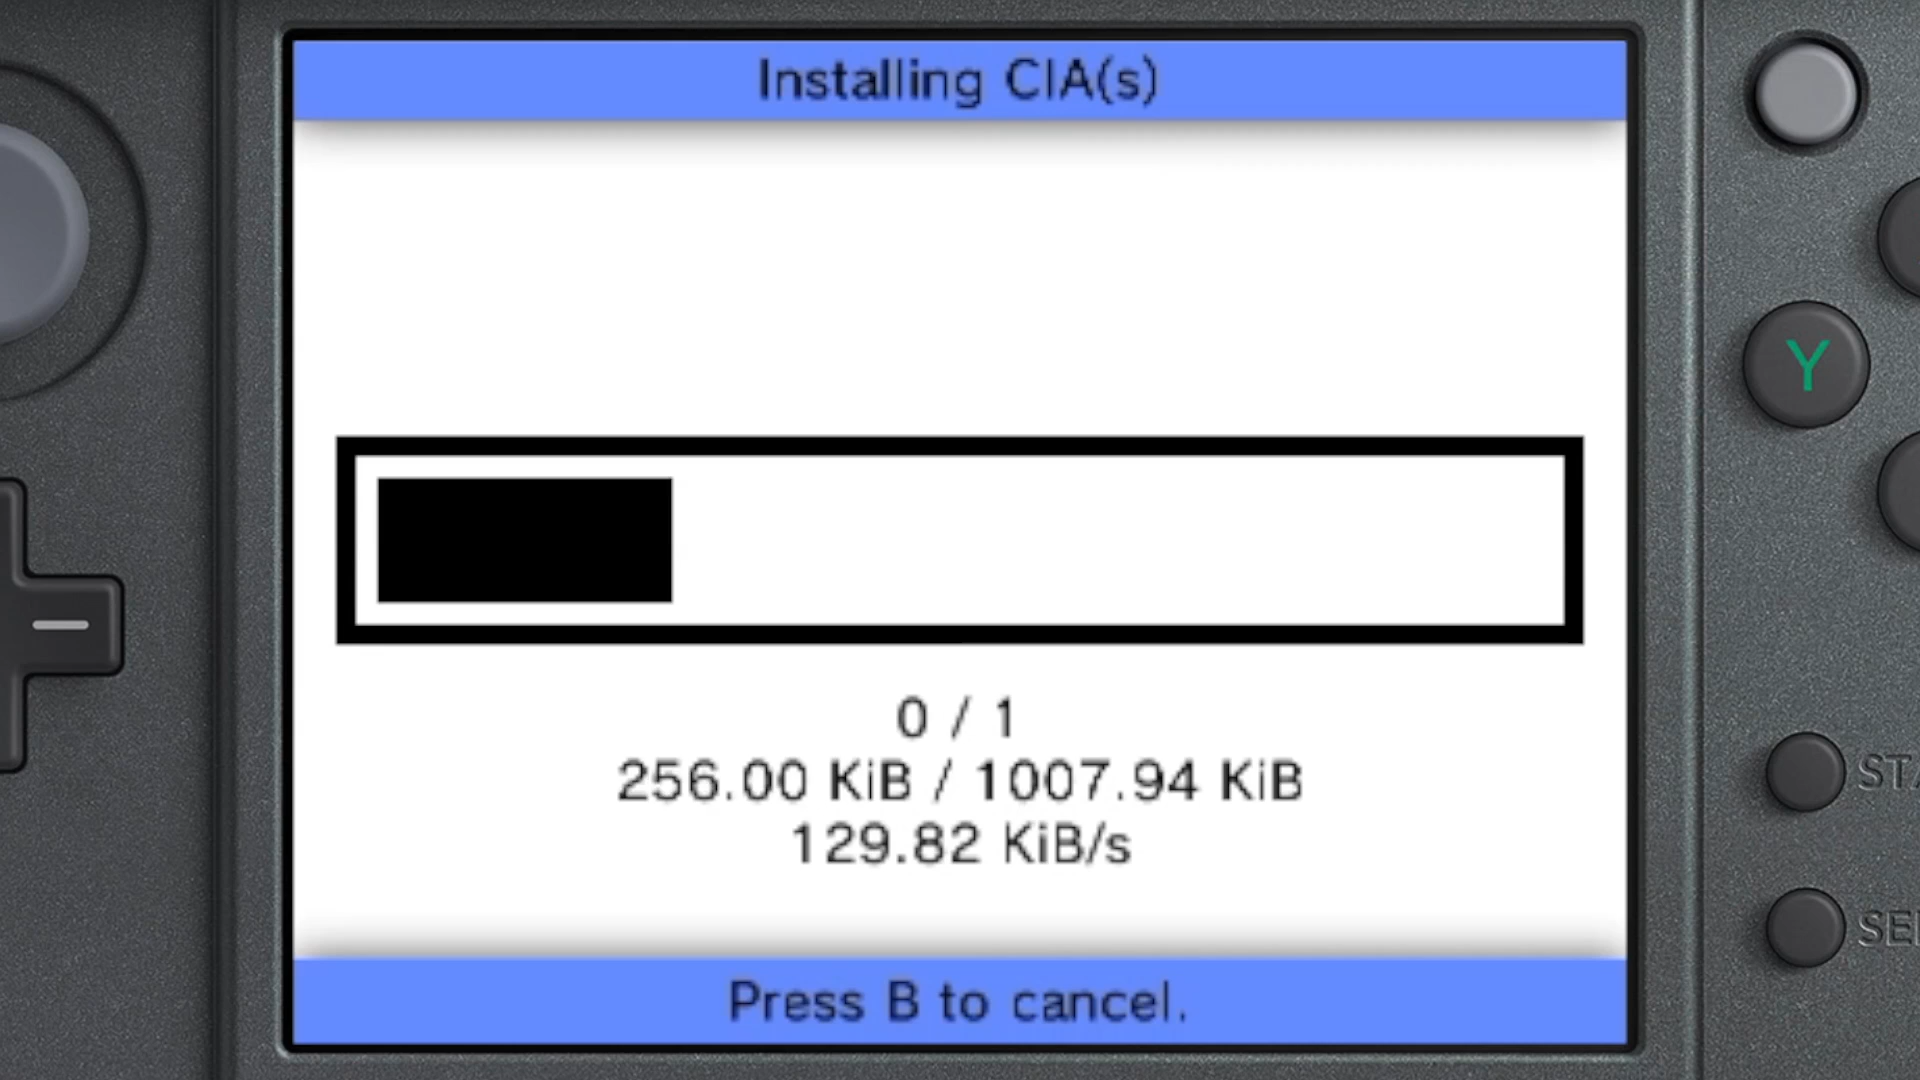 Installing CIA(s)
Y
0 / 1
256.00 KiB / 1007.94 KiB
129.82 KiB/s
Press B to cancel.